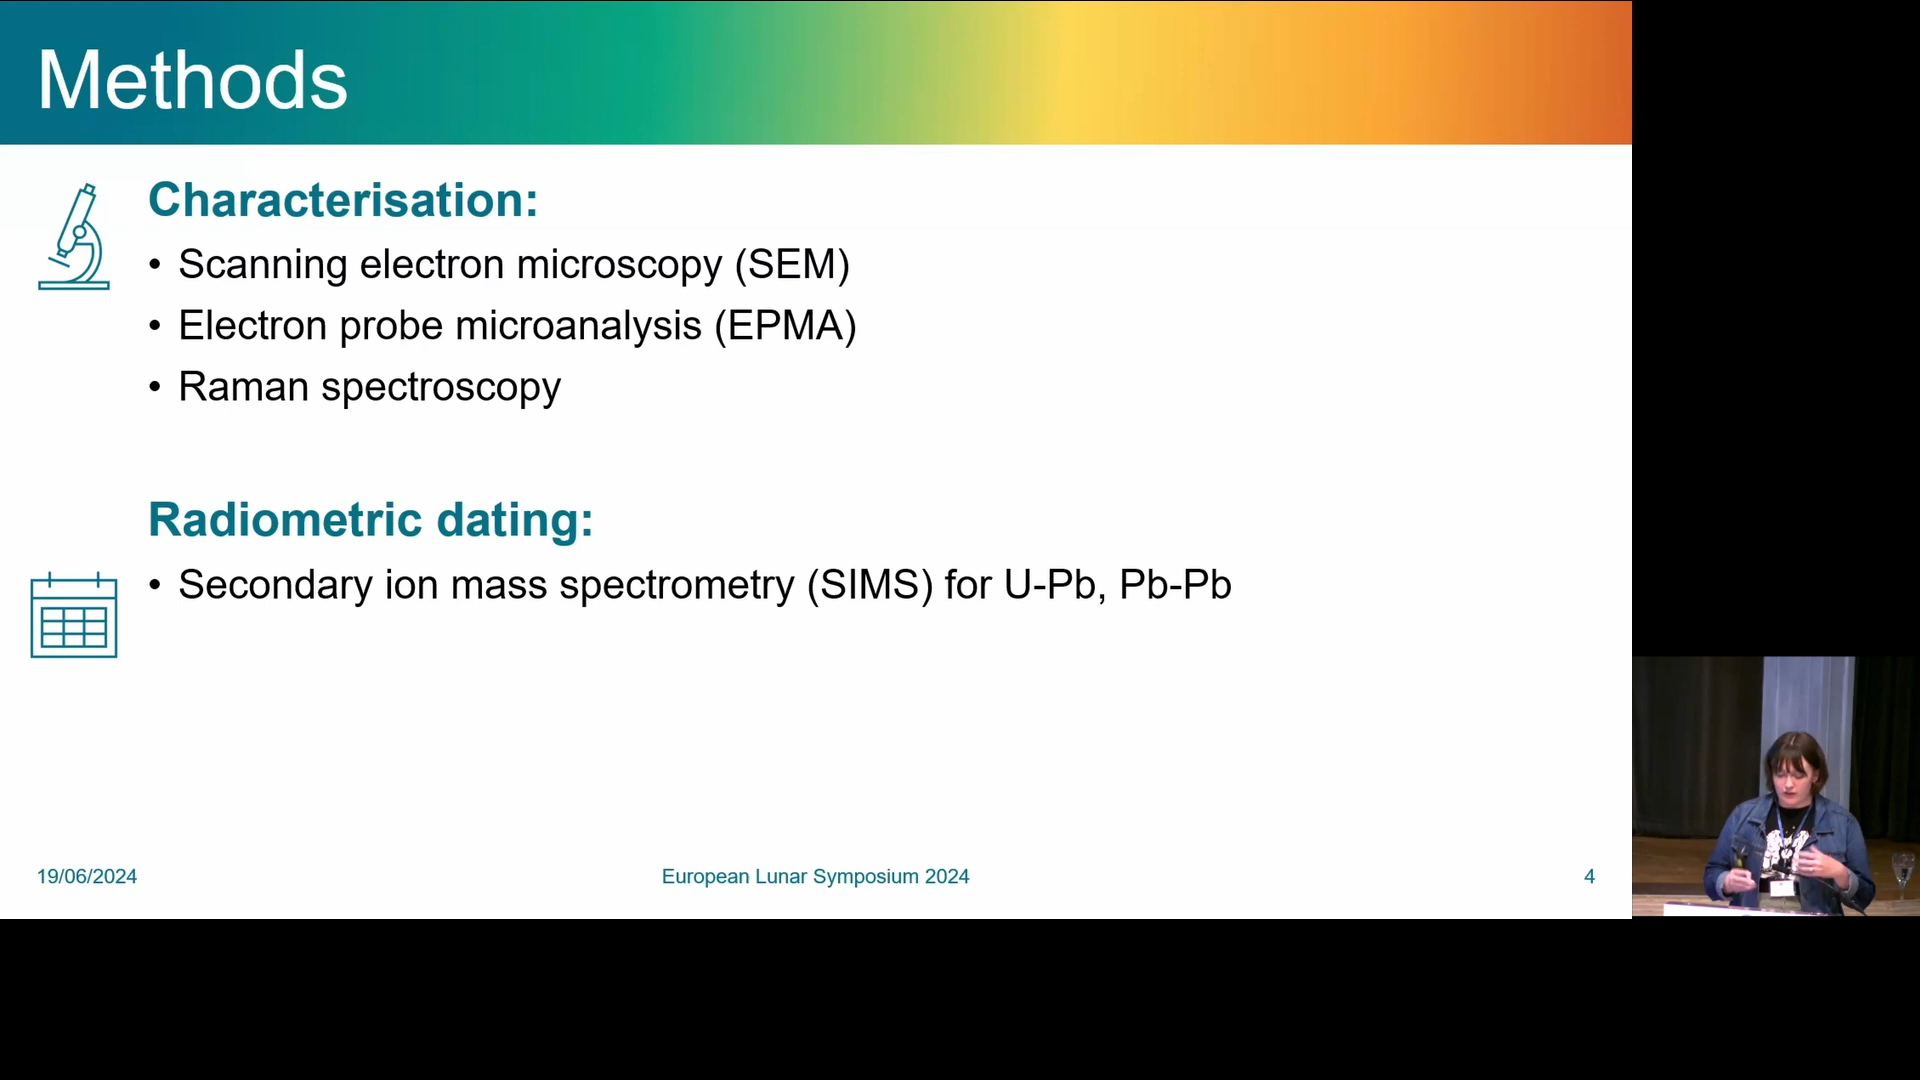 Methods
Characterisation:
• Scanning electron microscopy (SEM)
• Electron probe microanalysis (EPMA)
• Raman spectroscopy
Radiometric dating:
• Secondary ion mass spectrometry (SIMS) for U-Pb, Pb-Pb
19/06/2024
European Lunar Symposium 2024
4